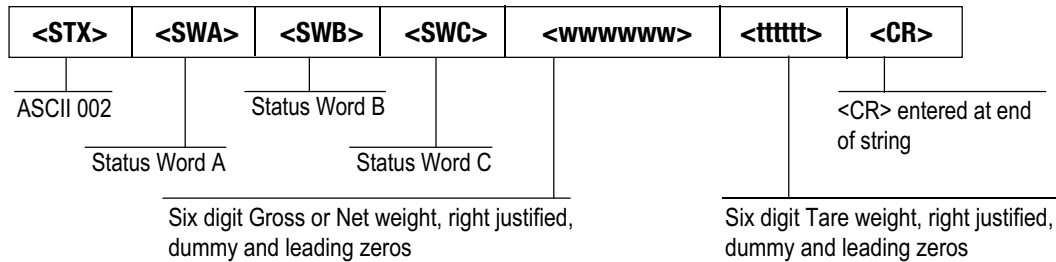 <STX> <SWA> <SWB> <SWC> <wwwwww> <tttttt> <CR>
ASCII 002
Status Word B
<CR> entered at end
of string
Status Word A
Status Word C
Six digit Gross or Net weight, right justified,
dummy and leading zeros
Six digit Tare weight, right justified,
dummy and leading zeros